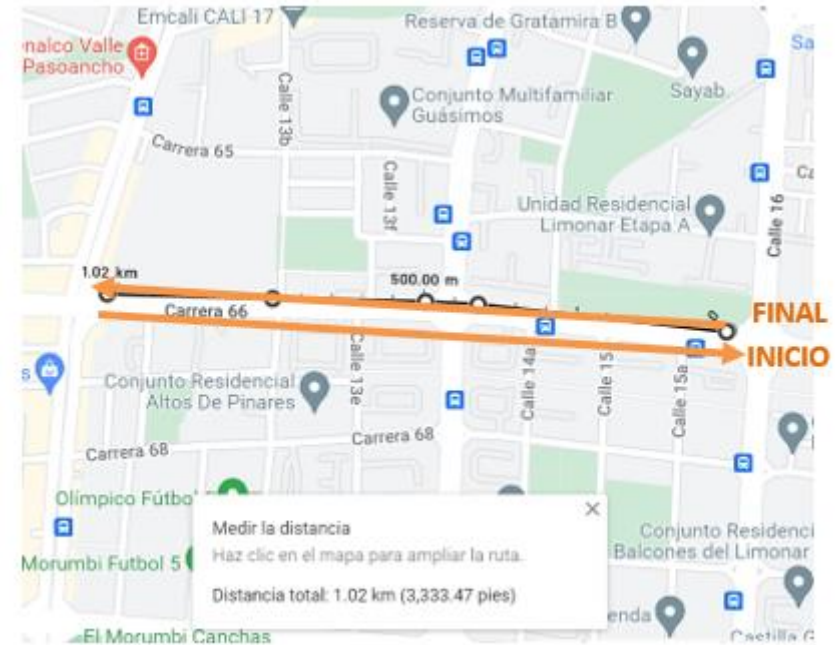 Emcali CALI 17
Reserva de Gratamira B
enalco Valle
Pasoancho
Sa
Sayab.
Conjunto Multifamiliar
Guásimos
Calle 13b
Carrera 65
Calle 13f
Unidad Residencial
Limonar Etapa A
Calle 16
1.02 km
500.00 m
0
FINAL
Carrera 66
INICIO
s
Calle 13e
Calle 14a
Calle 15
Calle 15a
Conjunto Residencial
Altos De Pinares
Carrera 68
Carrera 68
Olímpico Fútbol
Medir la distancia
Haz clic en el mapa para ampliar la ruta.
Distancia total: 1.02 km (3,333.47 pies)
Conjunto Residenci
Balcones del Limonar
Morumbi Futbol 5
enda
El Morumbi Canchas
Castilla G